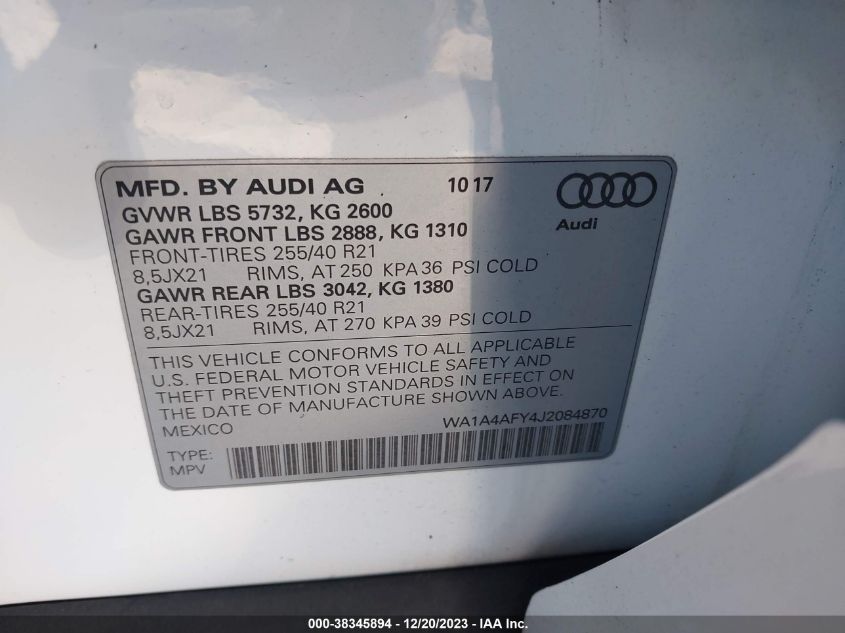 MFD. BY AUDI AG 10 17
Audi
GVWR LBS 5732, KG 2600
GAWR FRONT LBS 2888, KG 1310
FRONT-TIRES 255/40 R21
8,5JX21 RIMS, AT 250 KPA 36 PSI COLD
GAWR REAR LBS 3042, KG 1380
REAR-TIRES 255/40 R21
8,5JX21 RIMS, AT 270 KPA 39 PSI COLD
THIS VEHICLE CONFORMS TO ALL APPLICABLE
U.S. FEDERAL MOTOR VEHICLE SAFETY AND
THEFT PREVENTION STANDARDS IN EFFECT ON
THE DATE OF MANUFACTURE SHOWN ABOVE.
MEXICO WA1A4AFY4J2084870
TYPE:
MPV
000-38345894 - 12/20/2023 - IAA Inc.